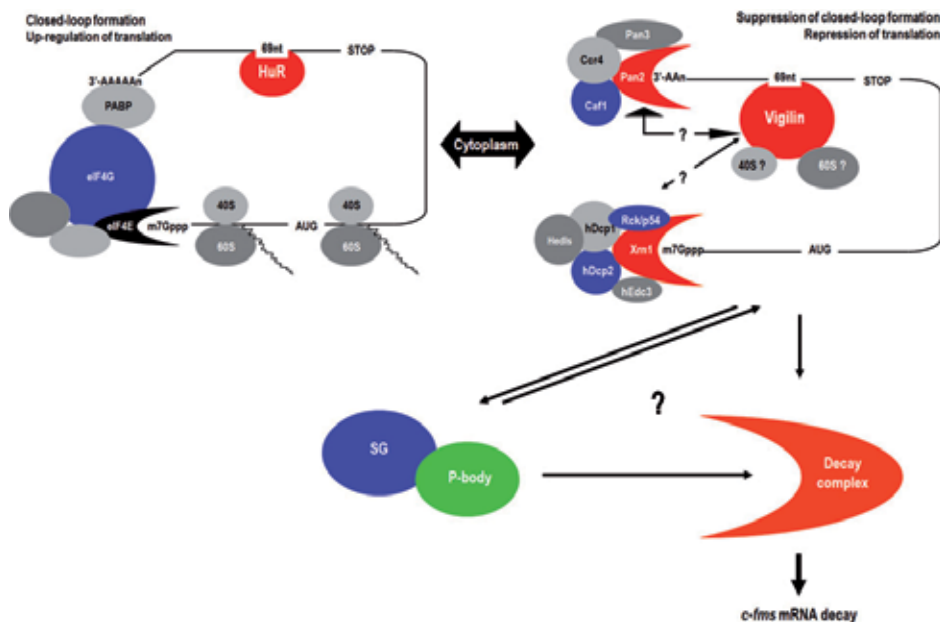 Closed-loop formation
Up-regulation of translation
69nt
STOP
HuR
3'-AAAAAn
PABP
eIF4G
eIF4E
m7Gppp
40S
60S
AUG
40S
60S
Cytoplasm
Suppression of closed-loop formation
Repression of translation
Pan3
Ccr4
Pan2
3'-AAn
Caf1
69nt
STOP
Vigilin
40S ?
60S ?
?
?
Rck/p54
hDcp1
Hedls
Xrn1
m7Gppp
AUG
hDcp2
hEdc3
?
SG
P-body
Decay
complex
c-fms mRNA decay